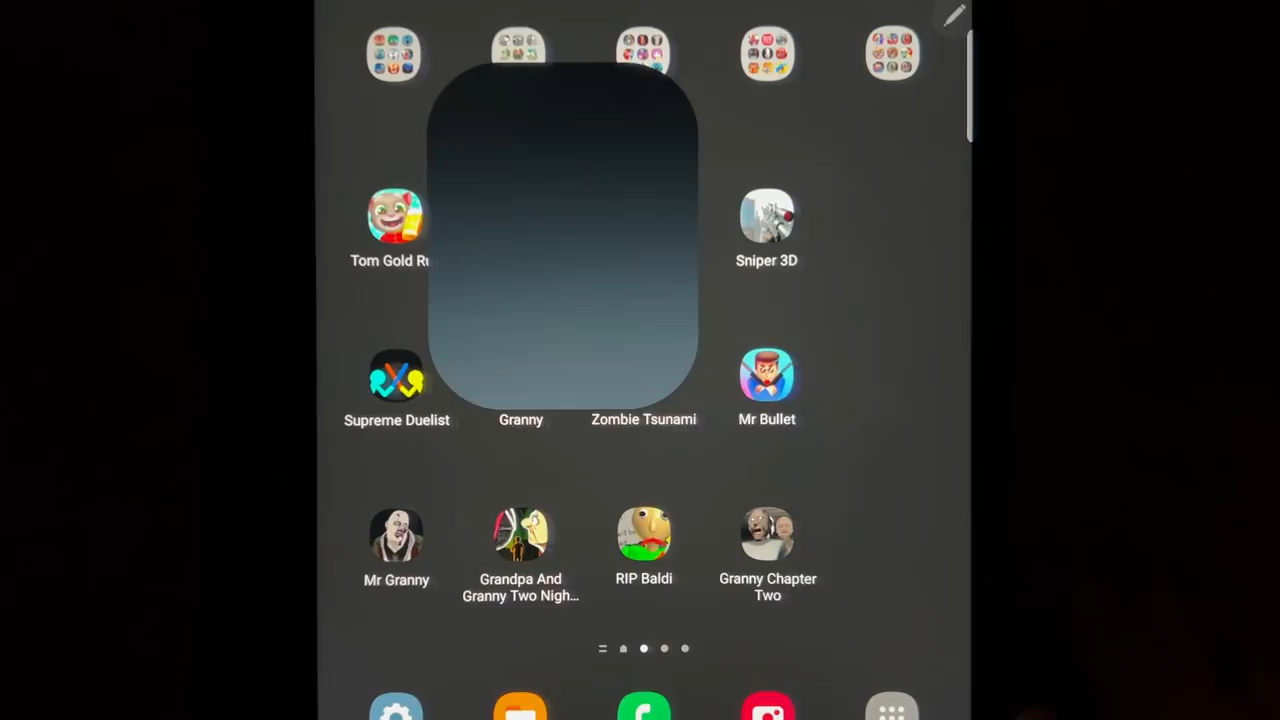 Tom Gold Ru
Sniper 3D
Supreme Duelist
Granny
Zombie Tsunami
Mr Bullet
Mr Granny
Grandpa And
Granny Two Nigh...
RIP Baldi
Granny Chapter
Two